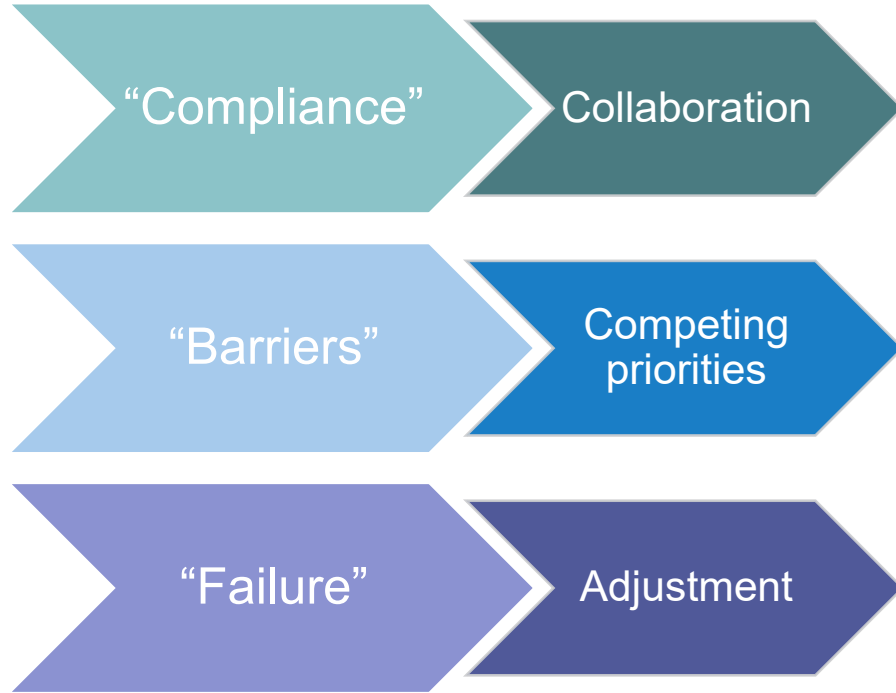 “Compliance”
Collaboration
“Barriers”
Competing
priorities
“Failure”
Adjustment